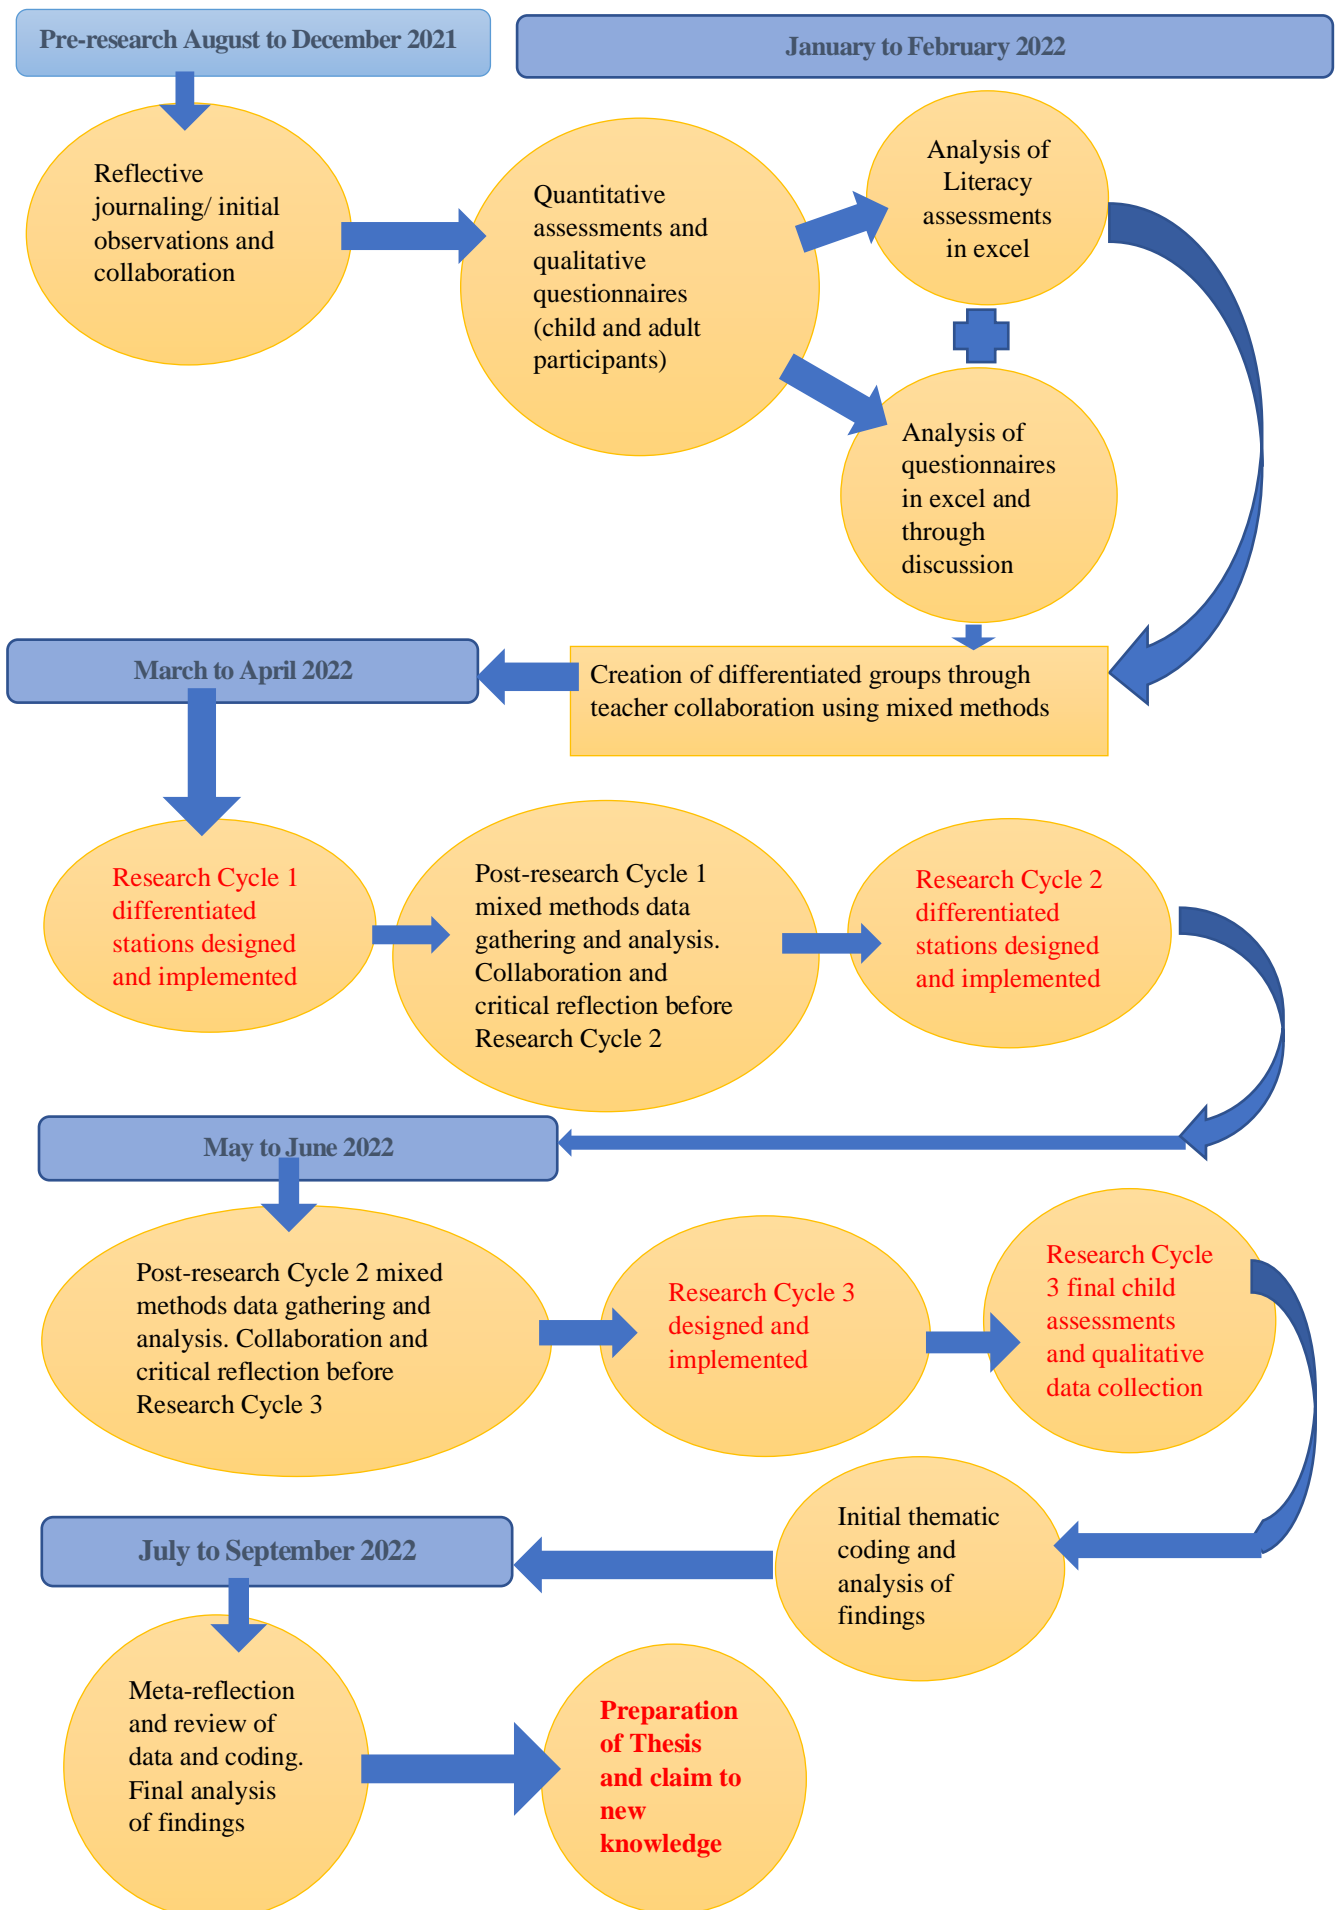 Pre-research August to December 2021
January to February 2022
Reflective
journaling/ initial
observations and
collaboration
Quantitative
assessments and
qualitative
questionnaires
(child and adult
participants)
Analysis of
Literacy
assessments
in excel
Analysis of
questionnaires
in excel and
through
discussion
Creation of differentiated groups through
teacher collaboration using mixed methods
March to April 2022
Research Cycle 1
differentiated
stations designed
and implemented
Post-research Cycle 1
mixed methods data
gathering and analysis.
Collaboration and
critical reflection before
Research Cycle 2
Research Cycle 2
differentiated
stations designed
and implemented
May to June 2022
Post-research Cycle 2 mixed
methods data gathering and
analysis. Collaboration and
critical reflection before
Research Cycle 3
Research Cycle 3
designed and
implemented
Research Cycle
3 final child
assessments
and qualitative
data collection
Initial thematic
coding and
analysis of
findings
July to September 2022
Meta-reflection
and review of
data and coding.
Final analysis
of findings
Preparation
of Thesis
and claim to
new
knowledge